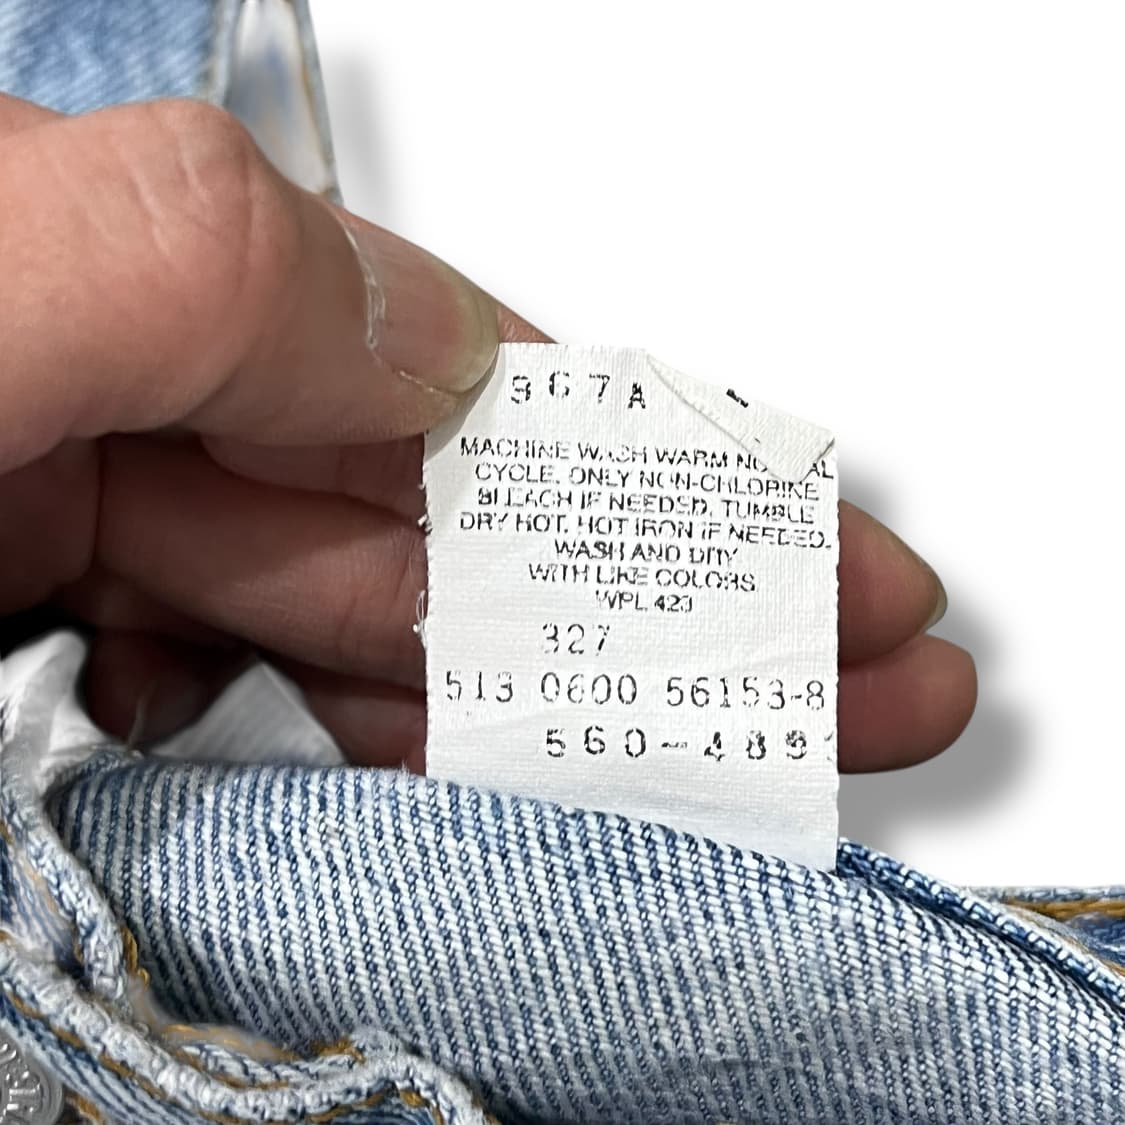 367A
MACHINE WASH WARM NORMAL
CYCLE. ONLY NON-CHLORINE
BLEACH IF NEEDED. TUMBLE
DRY HOT. HOT IRON IF NEEDED.
WASH AND DRY
WITH LIKE COLORS
WPL 423
327
513 0600 56153-8
560-489